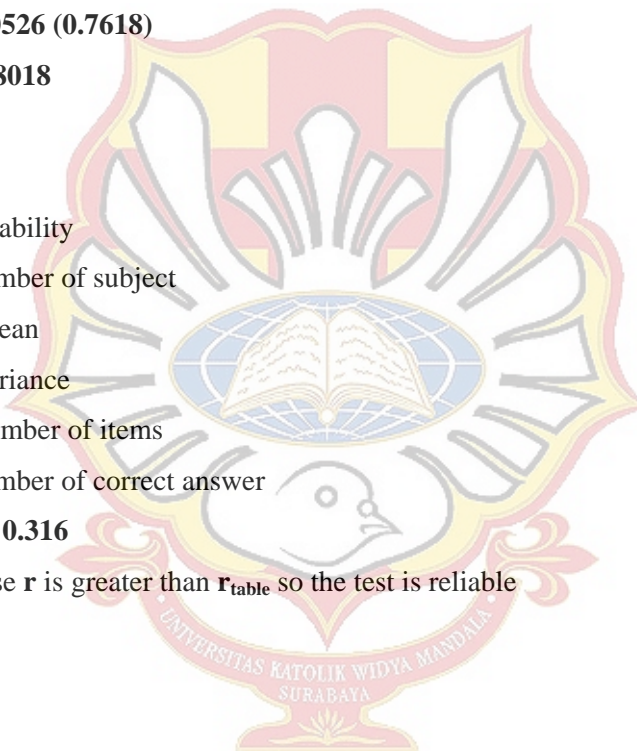 0526 (0.7618)
8018
ability
mber of subject
ean
riance
mber of items
mber of correct answer
0.316
se r is greater than rtable so the test is reliable
UNIVERSITAS KATOLIK WIDYA MANDALA
SURABAYA